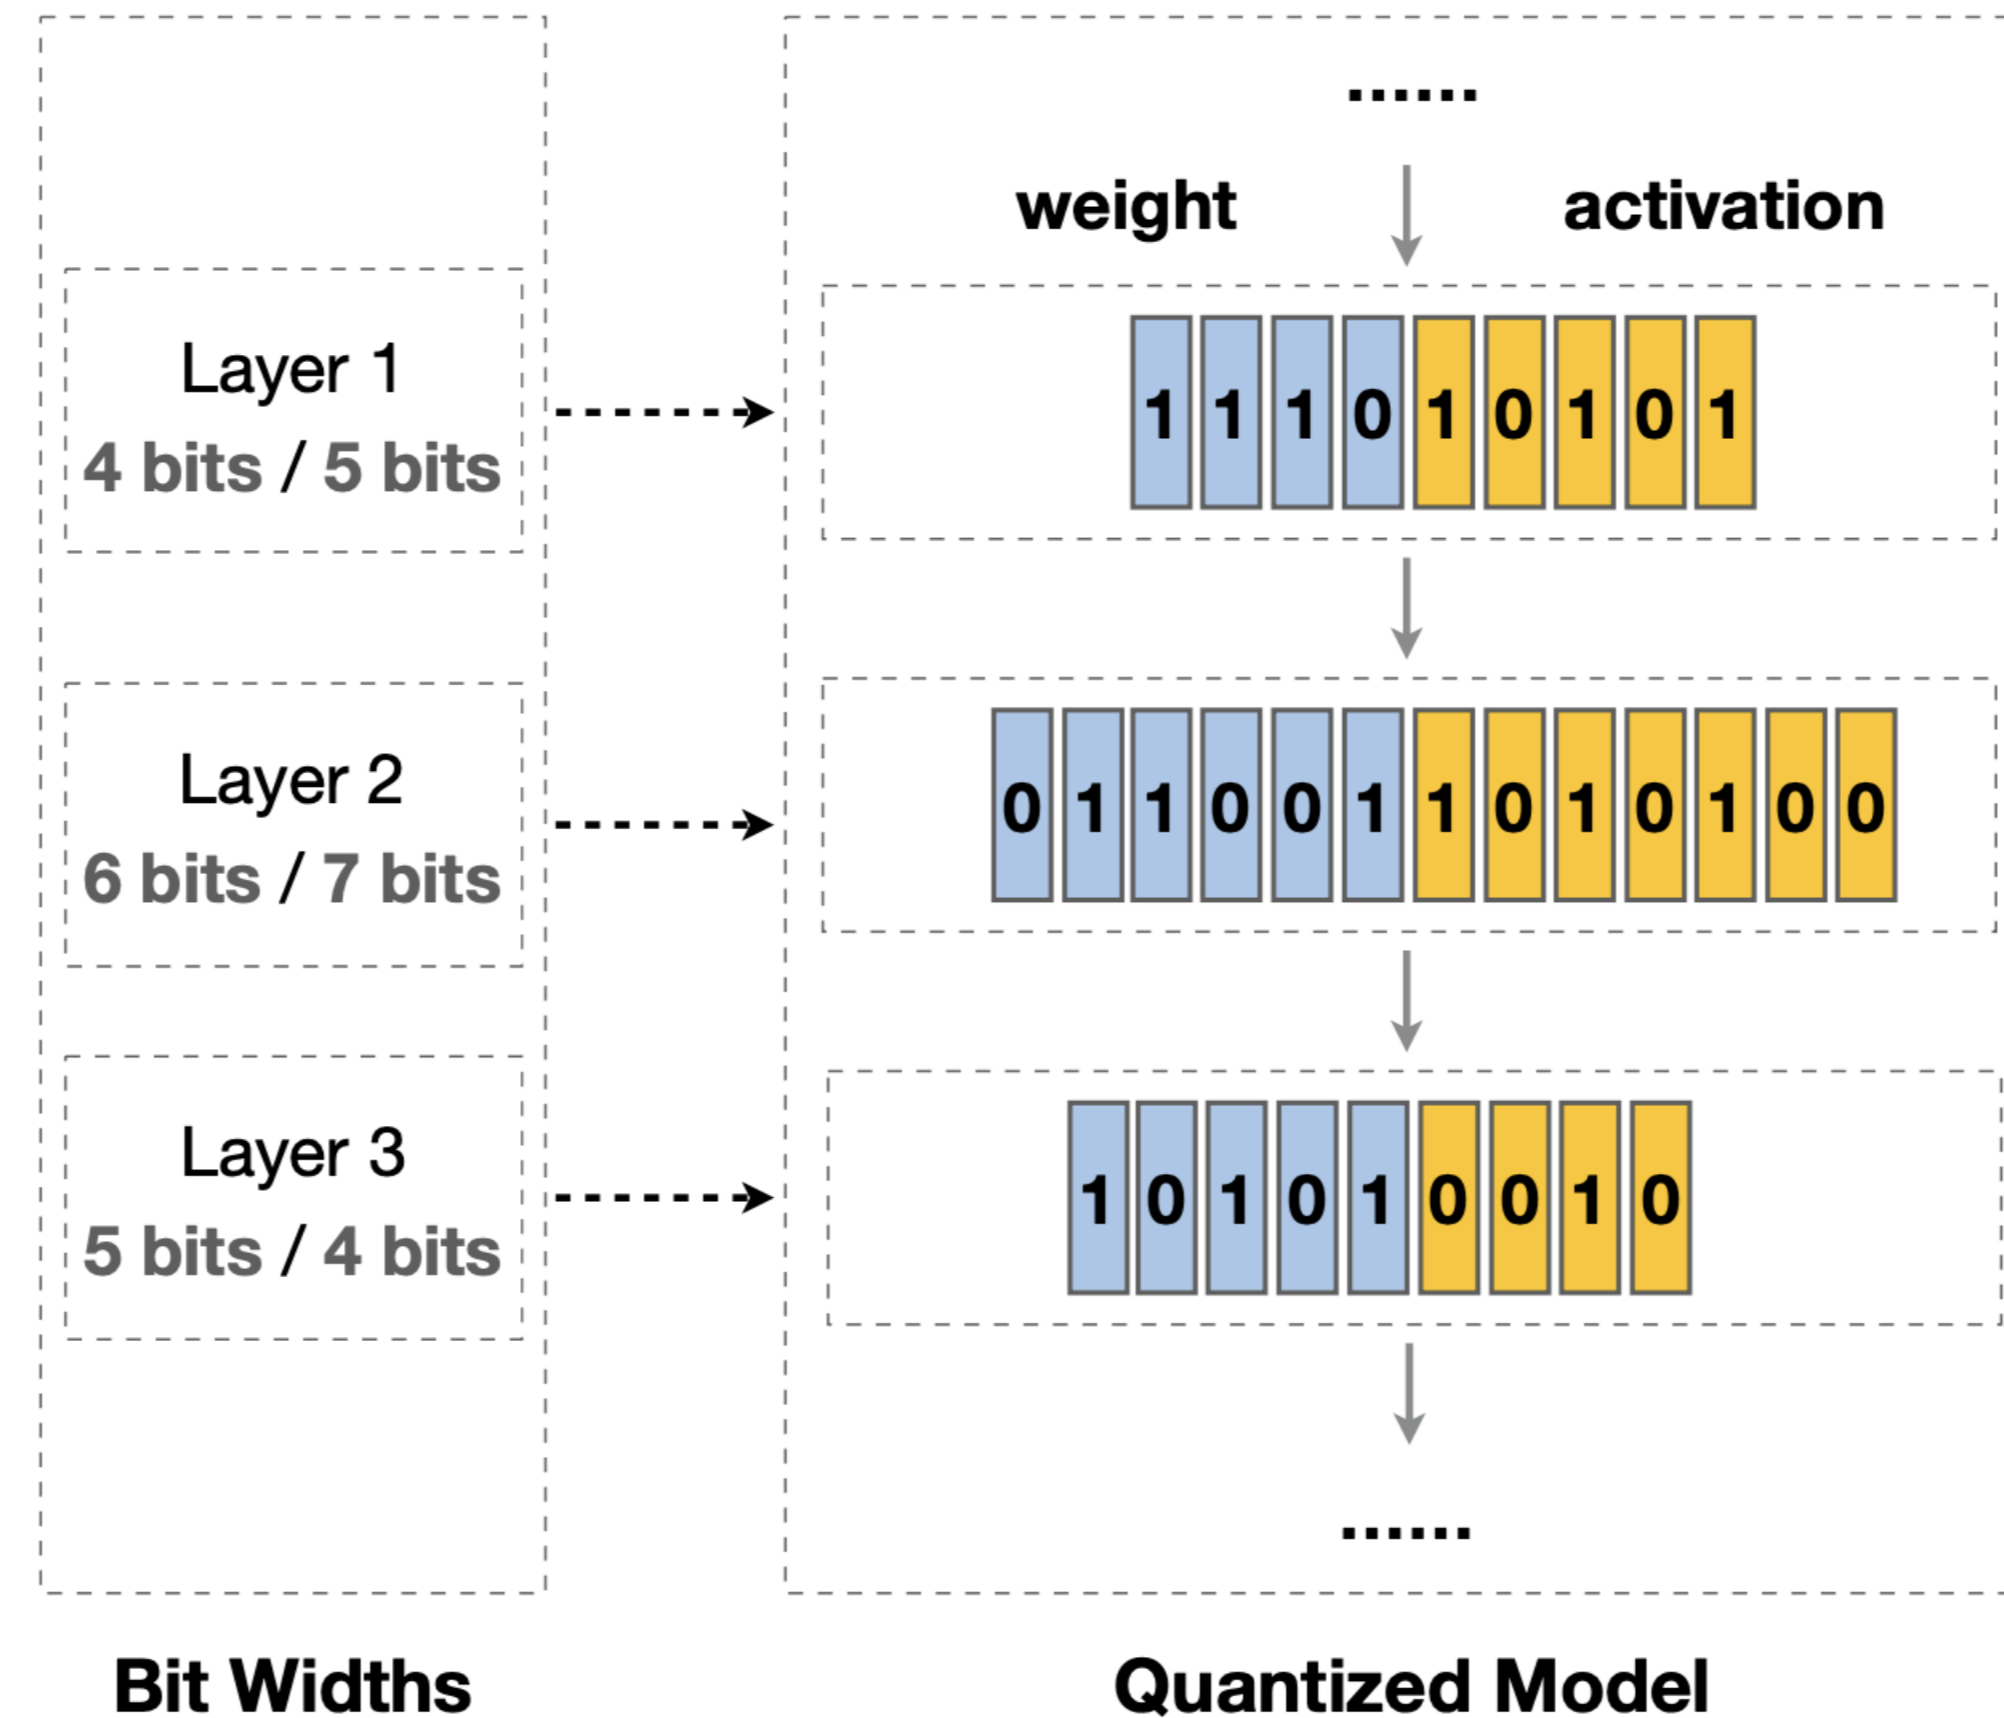 ......
weight activation
Layer 1
4 bits / 5 bits
1 1 1 0 1 0 1 0 1
Layer 2
6 bits / 7 bits
0 1 1 0 0 1 1 0 1 0 1 0 0
Layer 3
5 bits / 4 bits
1 0 1 0 1 0 0 1 0
......
Bit Widths
Quantized Model